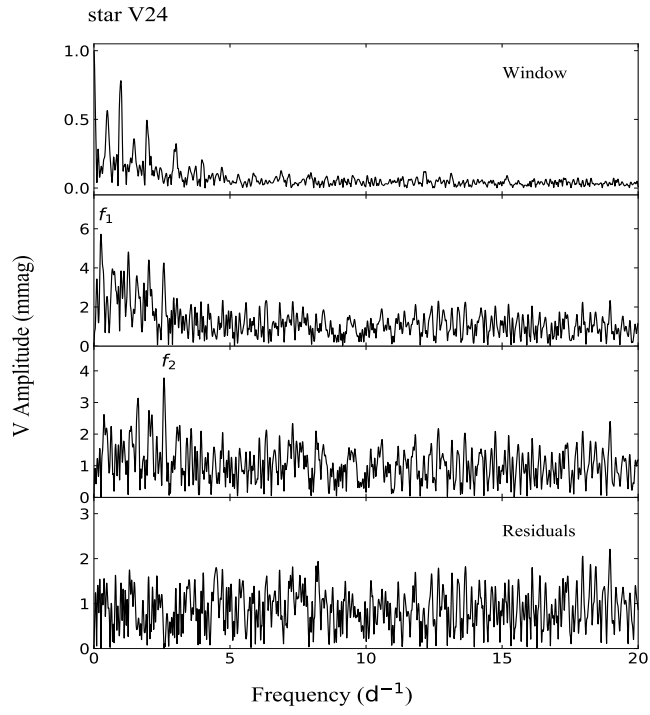 star V24
1.0
Window
0.5
0.0
f₁
6
4
2
0
V Amplitude (mmag)
f₂
4
3
2
1
0
3
Residuals
2
1
0
0 5 10 15 20
Frequency (d⁻¹)